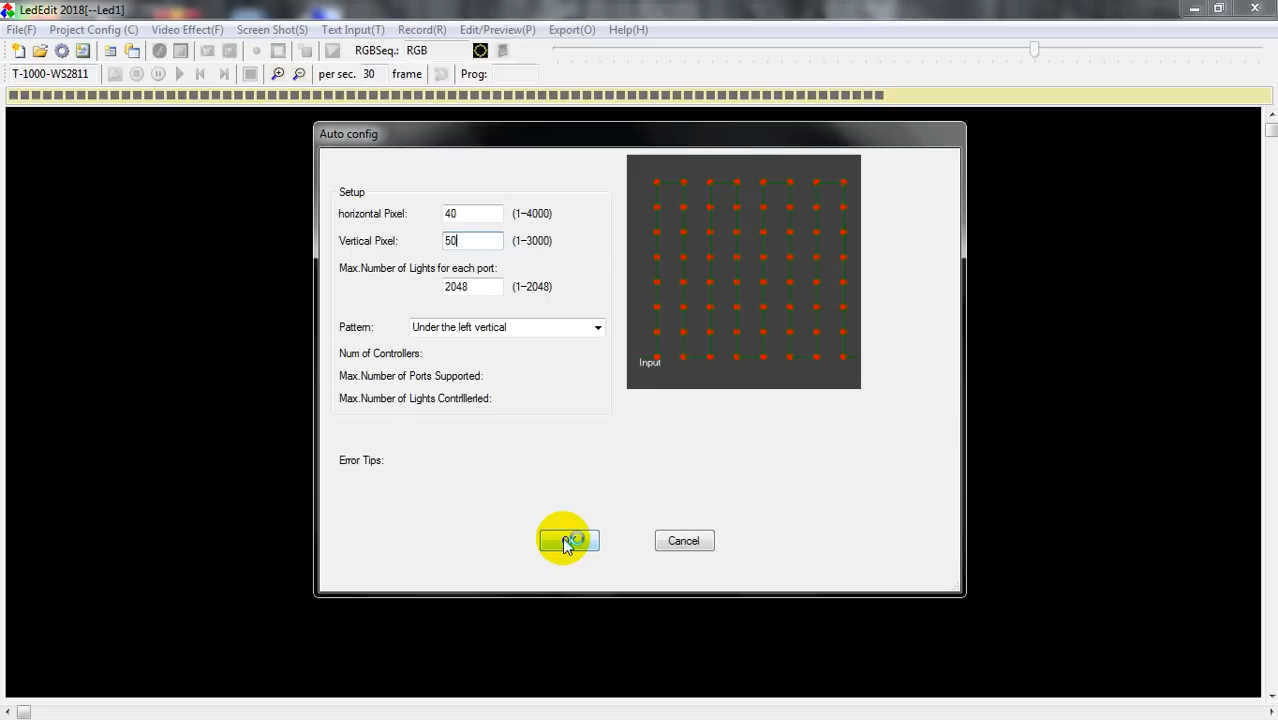 LedEdit 2018[--Led1]
File(F) Project Config (C) Video Effect(F) Screen Shot(S) Text Input(T) Record(R) Edit/Preview(P) Export(O) Help(H)
RGBSeq.: RGB
T-1000-WS2811 per sec. 30 frame Prog:
Auto config
Setup
horizontal Pixel: 40 (1-4000)
Vertical Pixel: 50 (1-3000)
Max.Number of Lights for each port:
2048 (1-2048)
Pattern: Under the left vertical
Num of Controllers:
Max.Number of Ports Supported:
Max.Number of Lights Contrlllerled:
Input
Error Tips:
Cancel